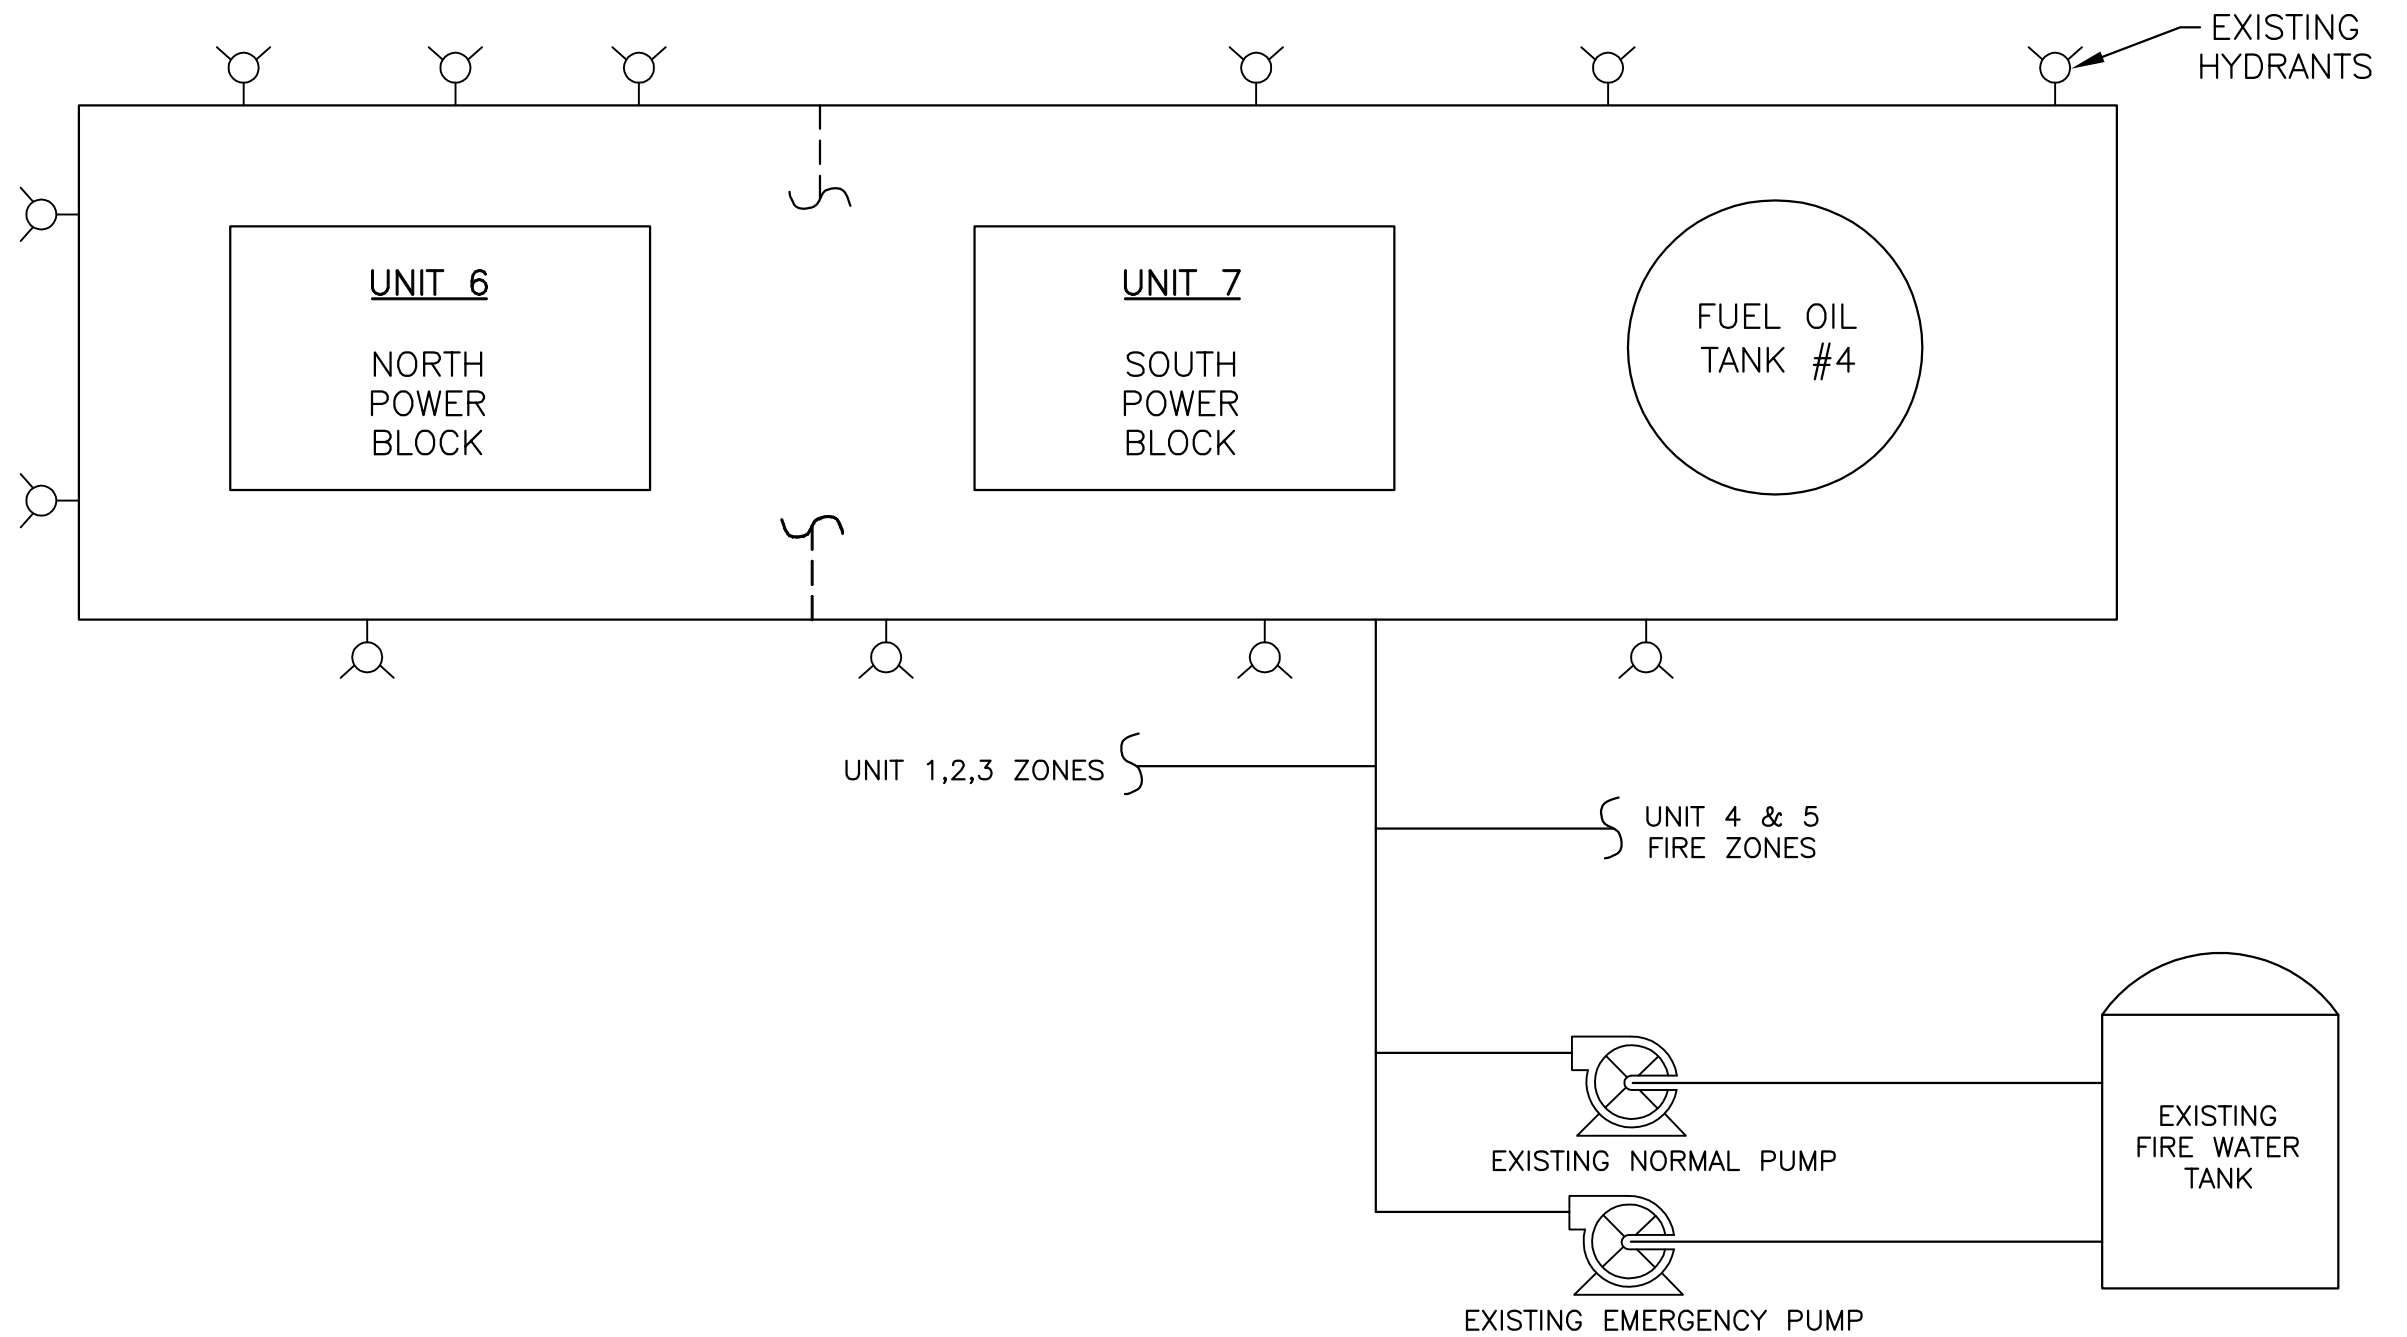 EXISTING
HYDRANTS
UNIT 6
NORTH
POWER
BLOCK
UNIT 7
SOUTH
POWER
BLOCK
FUEL OIL
TANK #4
UNIT 1,2,3 ZONES
UNIT 4 & 5
FIRE ZONES
EXISTING NORMAL PUMP
EXISTING
FIRE WATER
TANK
EXISTING EMERGENCY PUMP